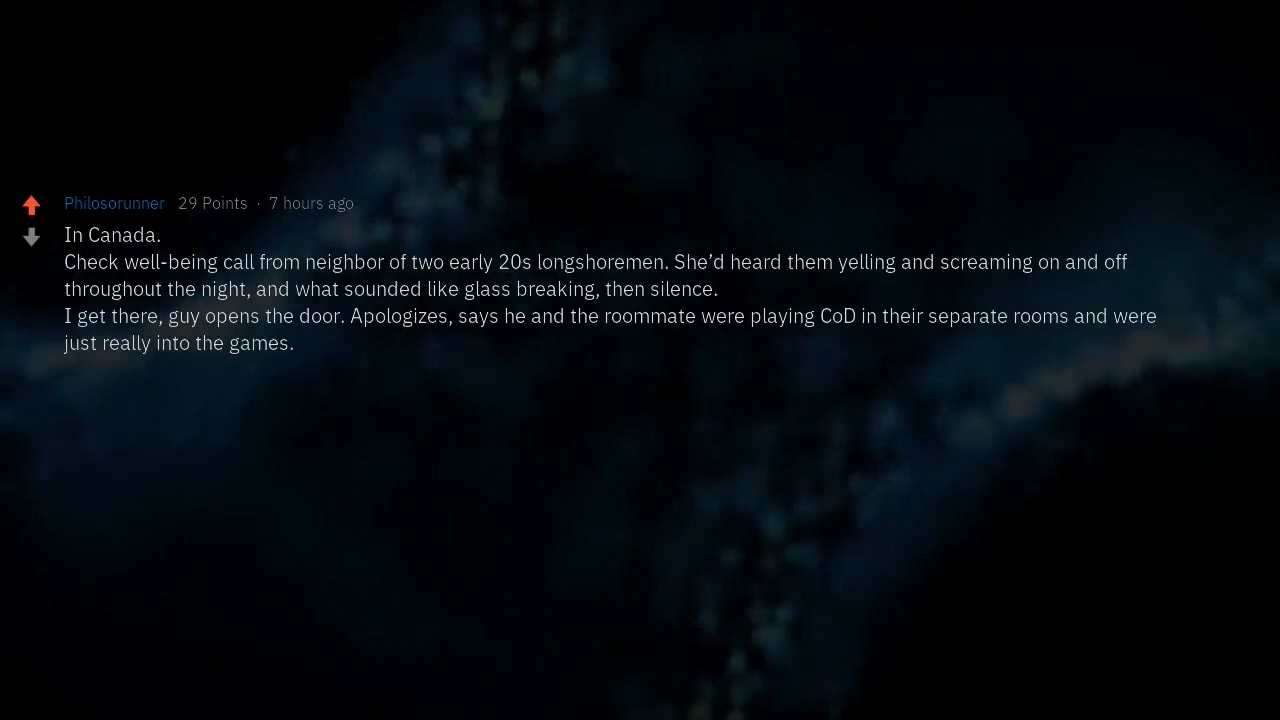 Philosorunner 29 Points · 7 hours ago
In Canada.
Check well-being call from neighbor of two early 20s longshoremen. She’d heard them yelling and screaming on and off
throughout the night, and what sounded like glass breaking, then silence.
I get there, guy opens the door. Apologizes, says he and the roommate were playing CoD in their separate rooms and were
just really into the games.